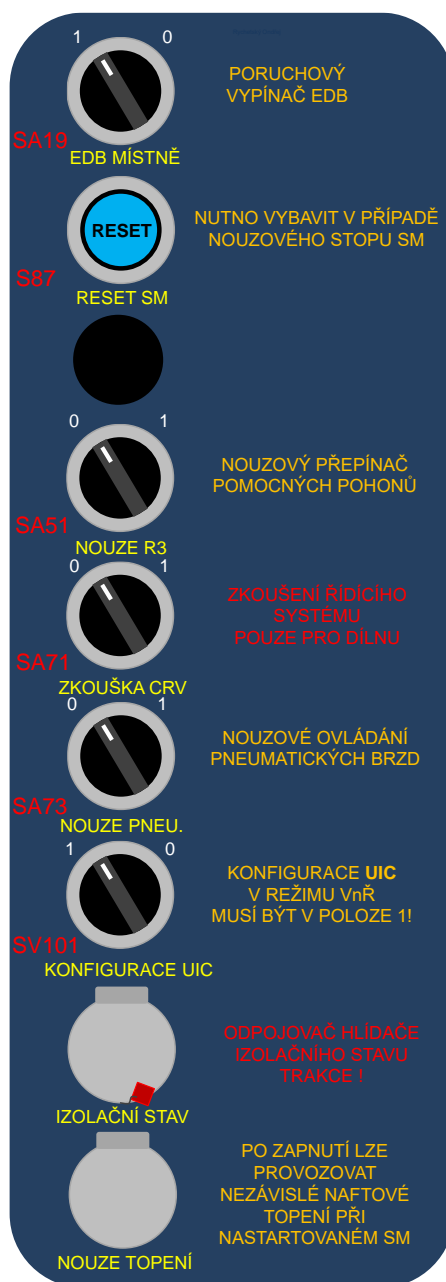 1 0
PORUCHOVÝ
VYPÍNAČ EDB
SA19
EDB MÍSTNĚ
RESET
NUTNO VYBAVIT V PŘÍPADĚ
NOUZOVÉHO STOPU SM
S87
RESET SM
0 1
NOUZOVÝ PŘEPÍNAČ
POMOCNÝCH POHONŮ
SA51
NOUZE R3
0 1
ZKOUŠENÍ ŘÍDÍCÍHO
SYSTÉMU
POUZE PRO DÍLNU
SA71
ZKOUŠKA CRV
0 1
NOUZOVÉ OVLÁDÁNÍ
PNEUMATICKÝCH BRZD
SA73
NOUZE PNEU.
1 0
KONFIGURACE UIC
V REŽIMU VnŘ
MUSÍ BÝT V POLOZE 1!
SV101
KONFIGURACE UIC
ODPOJOVAČ HLÍDAČE
IZOLAČNÍHO STAVU
TRAKCE !
IZOLAČNÍ STAV
PO ZAPNUTÍ LZE
PROVOZOVAT
NEZÁVISLÉ NAFTOVÉ
TOPENÍ PŘI
NASTARTOVANÉM SM
NOUZE TOPENÍ